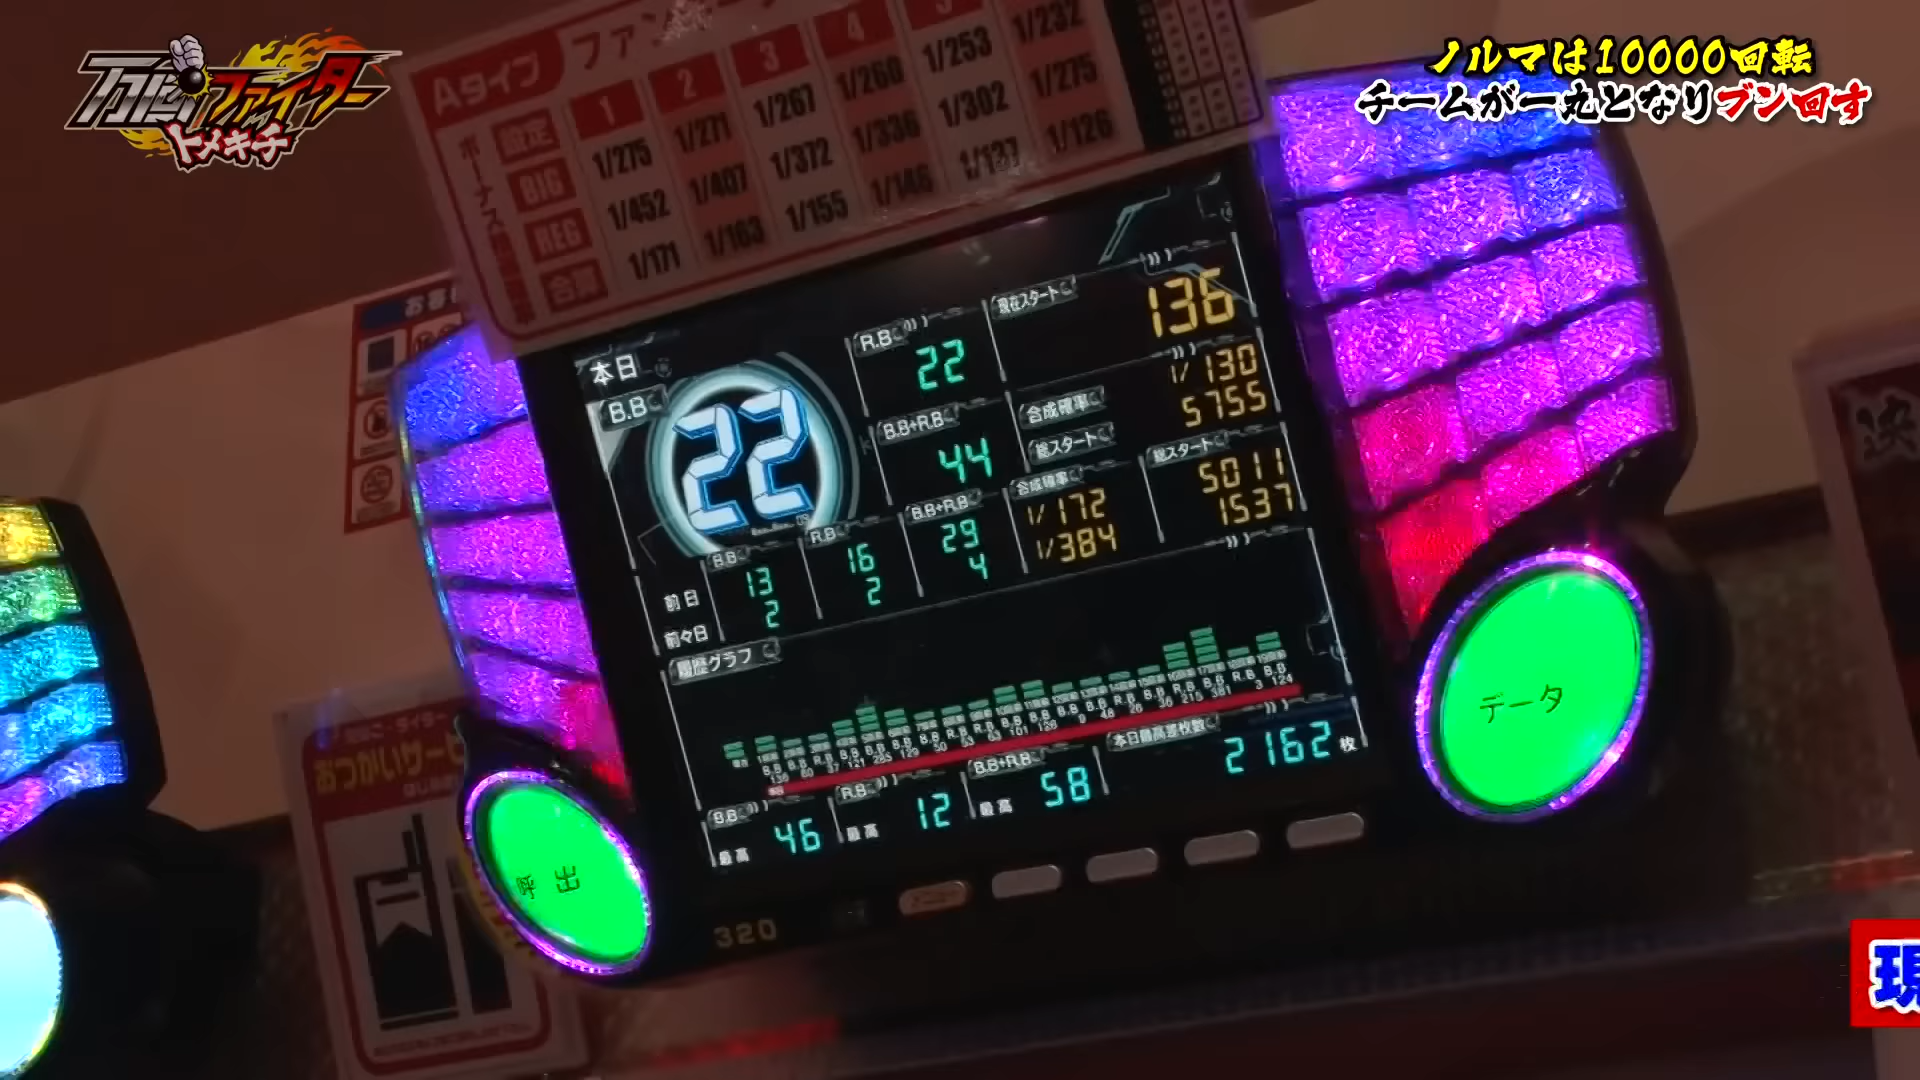 万枚ファイター
トメキチ
ノルマは10000回転
チームが一丸となりブン回す
Aタイプ ファン
設定 1 2 3 4 5
BIG 1/275 1/271 1/267 1/260 1/253 1/232
REG 1/452 1/407 1/372 1/336 1/302 1/275
合算 1/171 1/163 1/155 1/146 1/137 1/126
本日
B.B
22
R.B
22
B.B+R.B
44
現在スタート
136
合成確率
1/130
総スタート
5755
B.B R.B B.B+R.B 合成確率 総スタート
前日 13 16 29 1/172 5011
前々日 2 2 4 1/384 1537
履歴グラフ
B.B
最高
46
R.B
最高
12
B.B+R.B
最高
58
本日最高差枚数
2162枚
データ
呼出
320
おつかいサービ
現